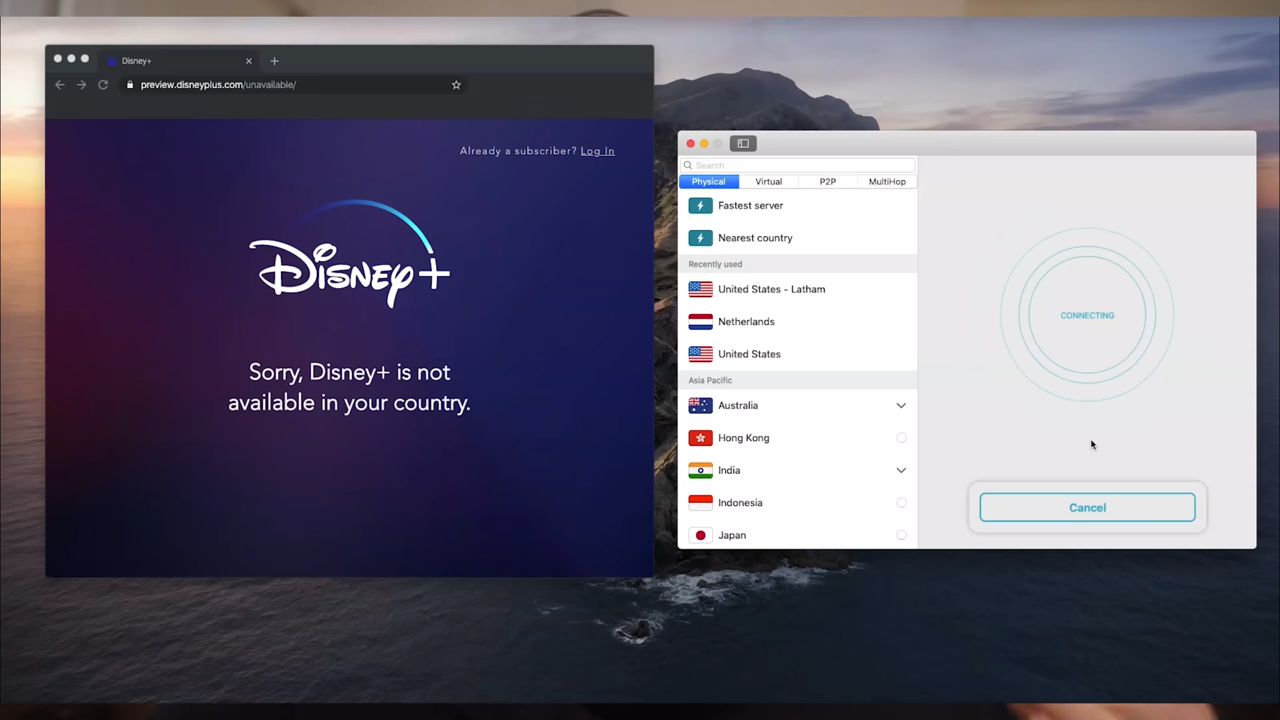 Disney+
preview.disneyplus.com/unavailable/
Already a subscriber? Log In
Disney+
Sorry, Disney+ is not
available in your country.
Search
Physical Virtual P2P MultiHop
Fastest server
Nearest country
Recently used
United States - Latham
Netherlands
United States
Asia Pacific
Australia
Hong Kong
India
Indonesia
Japan
CONNECTING
Cancel